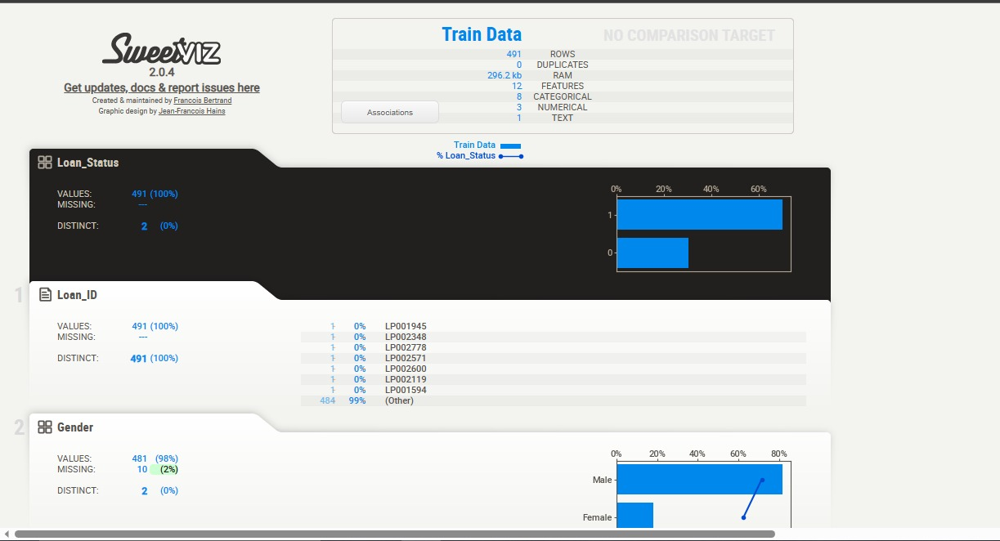 SweetVIZ
2.0.4
Get updates, docs & report issues here
Created & maintained by Francois Bertrand
Graphic design by Jean-Francois Hains
Train Data
NO COMPARISON TARGET
491 ROWS
0 DUPLICATES
296.2 kb RAM
12 FEATURES
8 CATEGORICAL
3 NUMERICAL
1 TEXT
Associations
Train Data
% Loan_Status
Loan_Status
VALUES: 491 (100%)
MISSING: ---
DISTINCT: 2 (0%)
0% 20% 40% 60%
1
0
1
Loan_ID
VALUES: 491 (100%)
MISSING: ---
DISTINCT: 491 (100%)
1 0% LP001945
1 0% LP002348
1 0% LP002778
1 0% LP002571
1 0% LP002600
1 0% LP002119
1 0% LP001594
484 99% (Other)
2
Gender
VALUES: 481 (98%)
MISSING: 10 (2%)
DISTINCT: 2 (0%)
0% 20% 40% 60% 80%
Male
Female